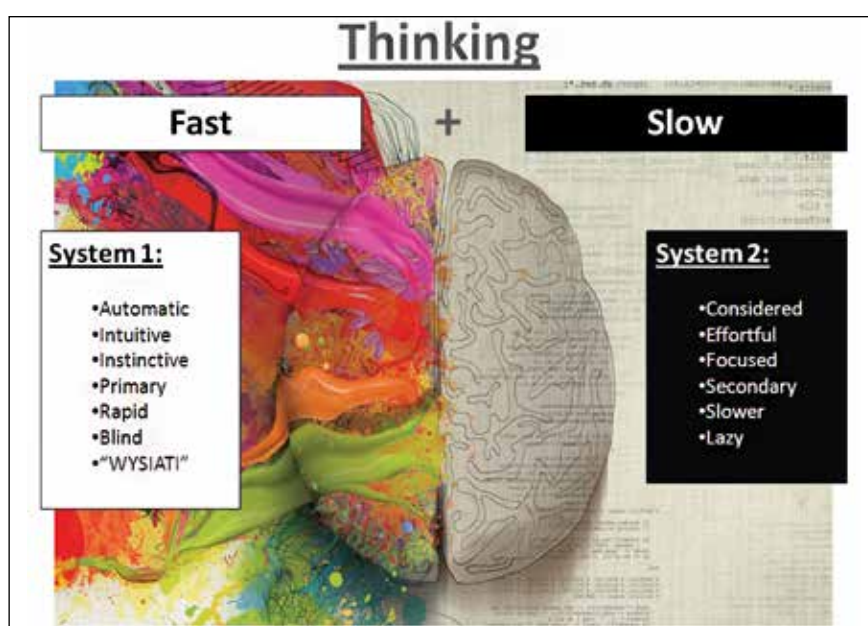 Thinking
Fast
+
Slow
System 1:
•Automatic
•Intuitive
•Instinctive
•Primary
•Rapid
•Blind
•“WYSIATI”
System 2:
•Considered
•Effortful
•Focused
•Secondary
•Slower
•Lazy